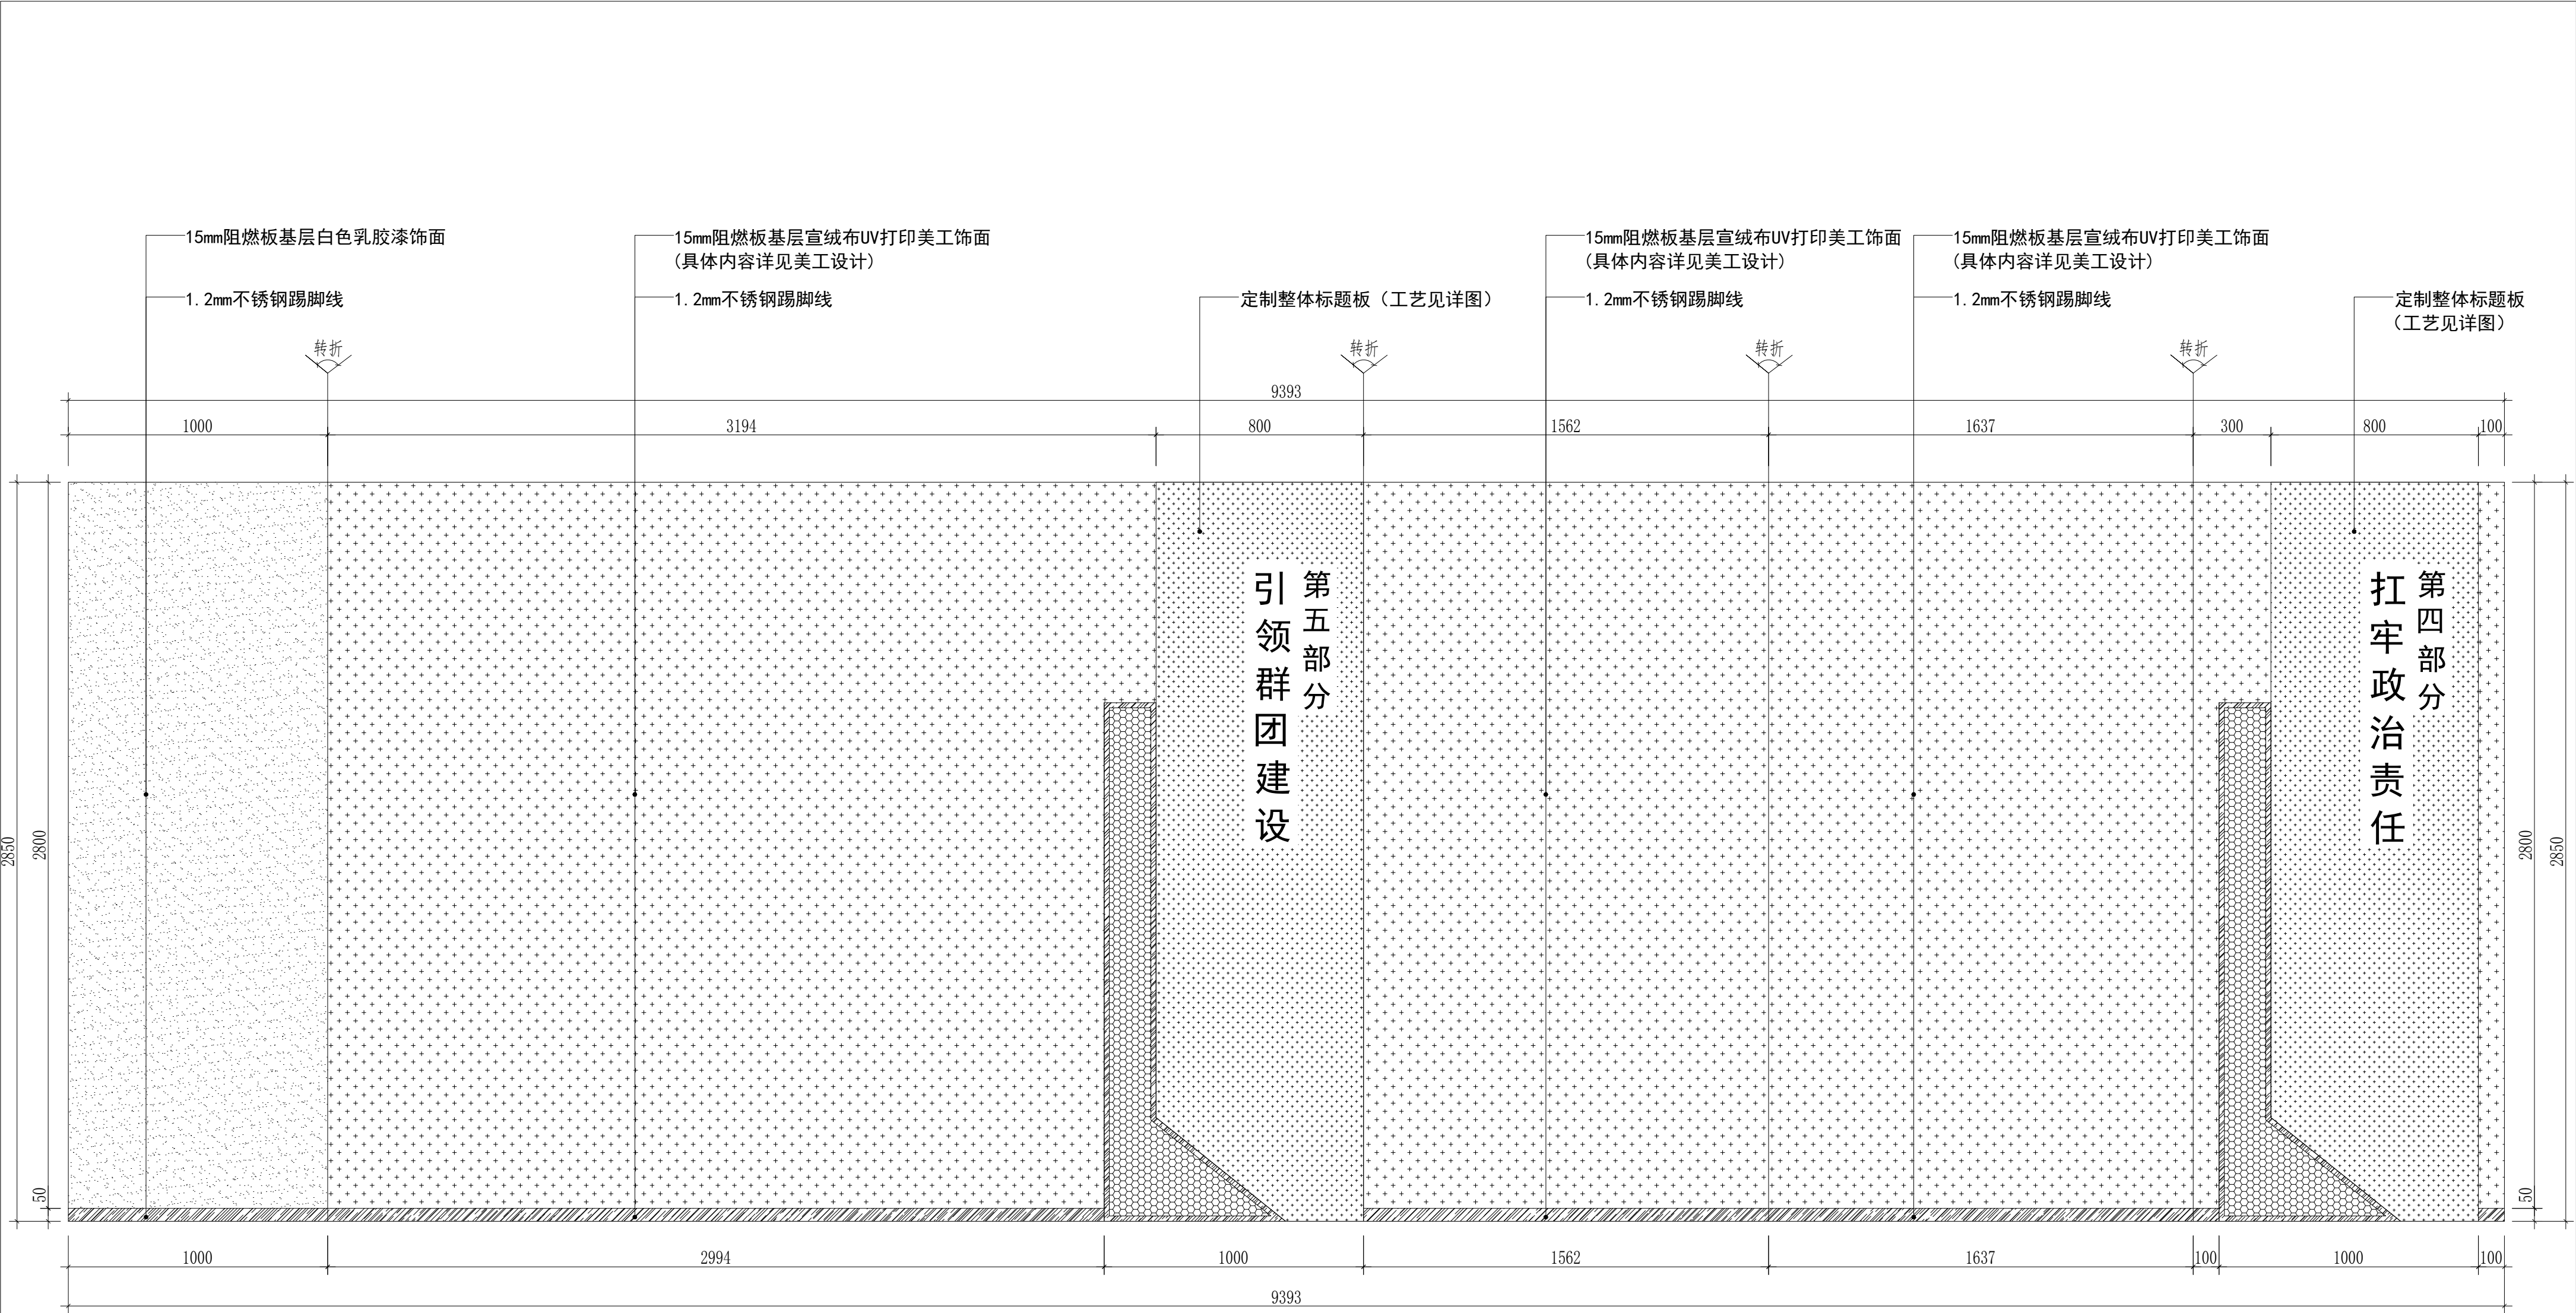 15mm阻燃板基层白色乳胶漆饰面
1.2mm不锈钢踢脚线
15mm阻燃板基层宣绒布UV打印美工饰面
(具体内容详见美工设计)
1.2mm不锈钢踢脚线
定制整体标题板（工艺见详图）
15mm阻燃板基层宣绒布UV打印美工饰面
(具体内容详见美工设计)
1.2mm不锈钢踢脚线
15mm阻燃板基层宣绒布UV打印美工饰面
(具体内容详见美工设计)
1.2mm不锈钢踢脚线
定制整体标题板
（工艺见详图）
转折
转折
转折
转折
9393
1000
3194
800
1562
1637
300
800
100
第五部分
引领群团建设
第四部分
扛牢政治责任
2850
2800
50
2800
2850
50
1000
2994
1000
1562
1637
100
1000
100
9393